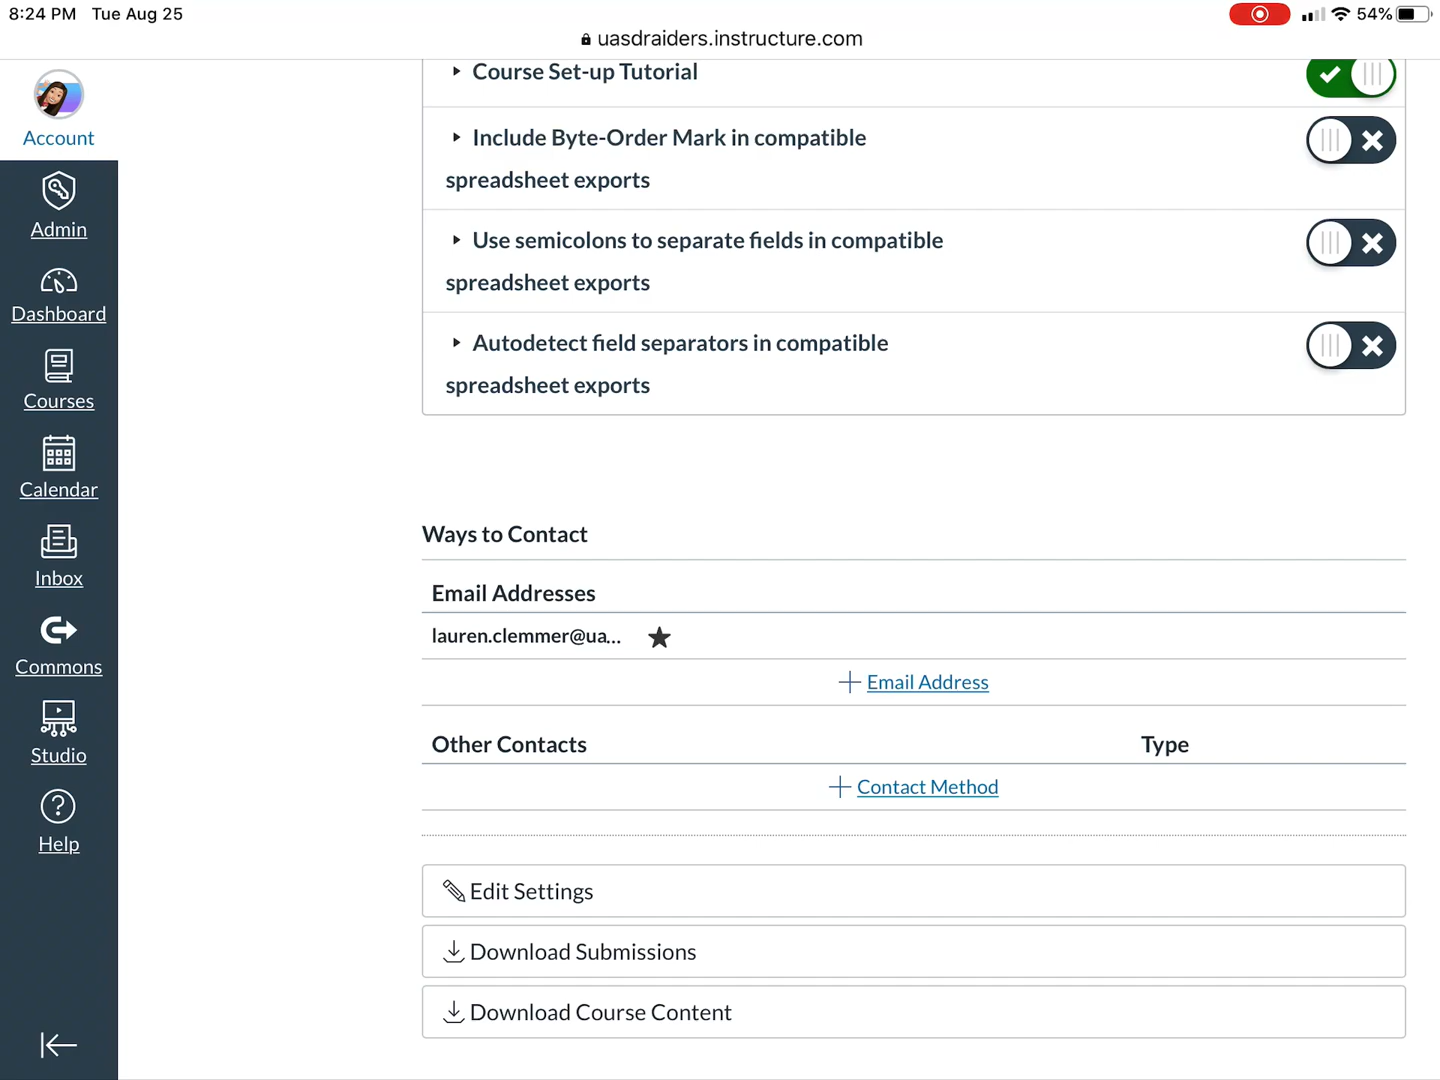 8:24 PM Tue Aug 25
54%
uasdraiders.instructure.com
Account
Admin
Dashboard
Courses
Calendar
Inbox
Commons
Studio
Help
Course Set-up Tutorial
Include Byte-Order Mark in compatible
spreadsheet exports
Use semicolons to separate fields in compatible
spreadsheet exports
Autodetect field separators in compatible
spreadsheet exports
Ways to Contact
Email Addresses
lauren.clemmer@ua...
Email Address
Other Contacts Type
Contact Method
Edit Settings
Download Submissions
Download Course Content